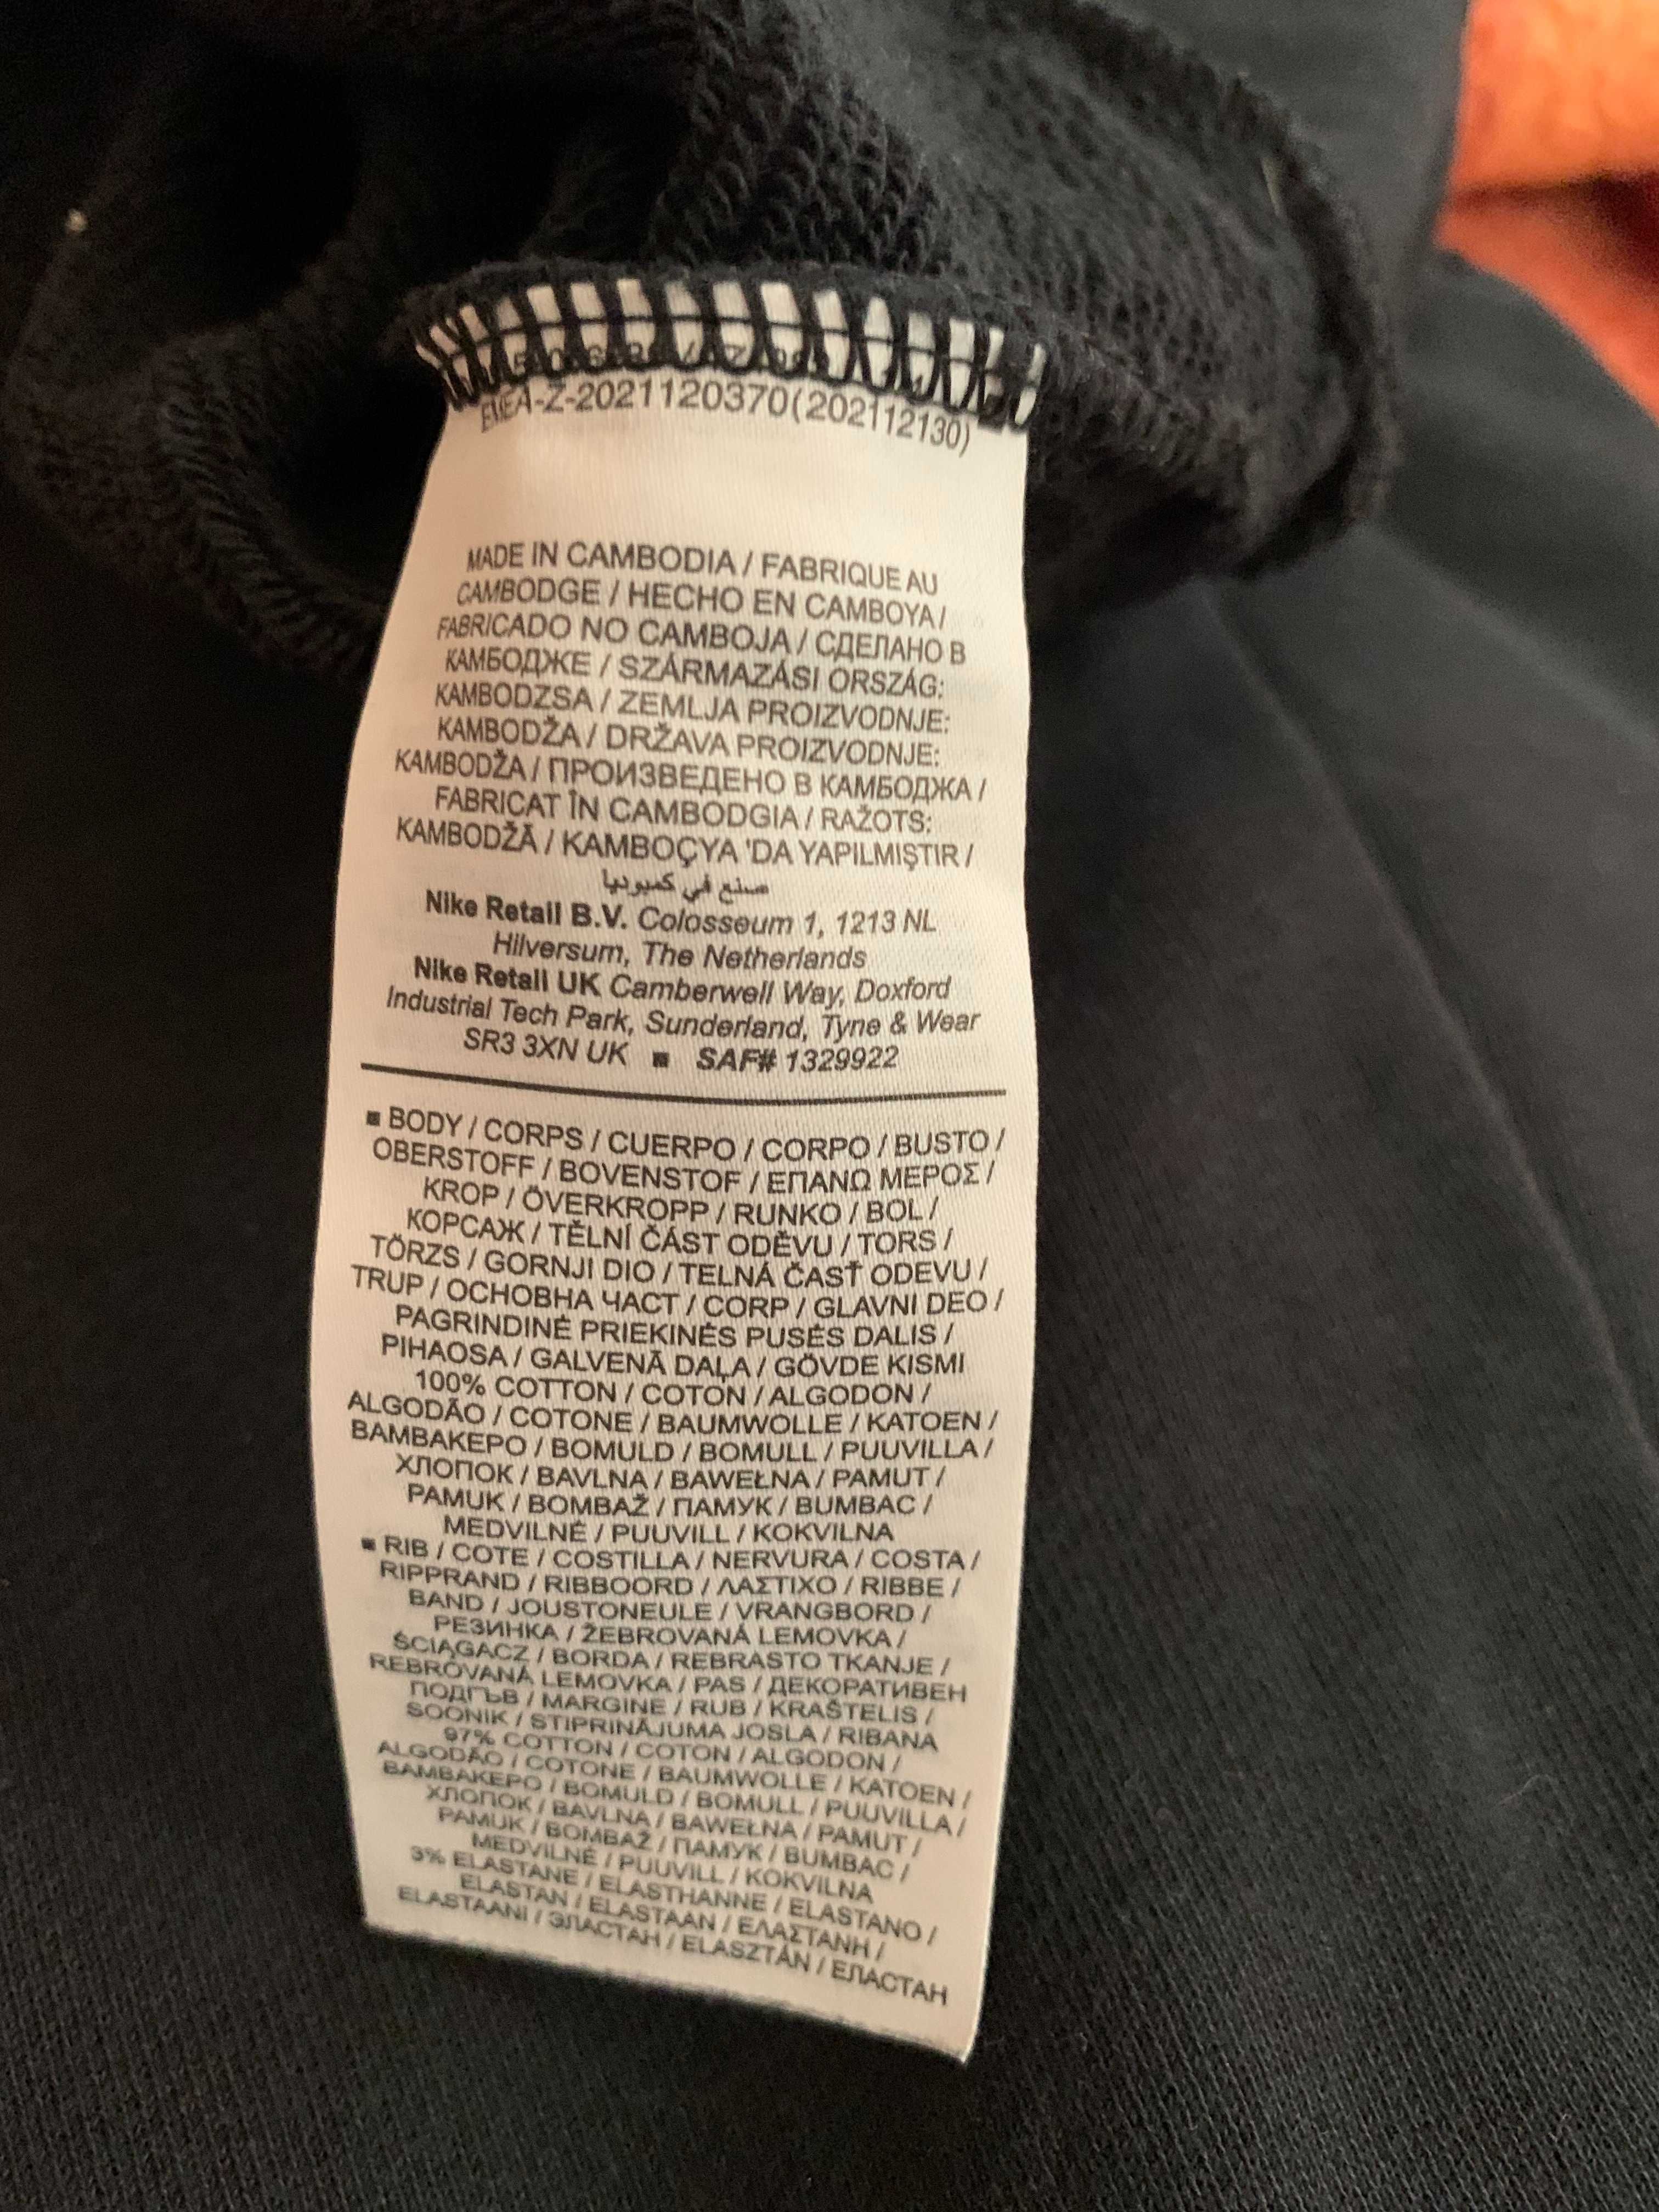 EMEA-Z-2021120370(202112130)
MADE IN CAMBODIA / FABRIQUE AU
CAMBODGE / HECHO EN CAMBOYA /
FABRICADO NO CAMBOJA / СДЕЛАНО В
КАМБОДЖЕ / SZÁRMAZÁSI ORSZÁG:
KAMBODZSA / ZEMLJA PROIZVODNJE:
KAMBODŽA / DRŽAVA PROIZVODNJE:
KAMBODŽA / ПРОИЗВЕДЕНО В КАМБОДЖА /
FABRICAT ÎN CAMBODGIA / RAŽOTS:
KAMBODŽĀ / KAMBOÇYA 'DA YAPILMIŞTIR /
صنع في كمبوديا
Nike Retail B.V. Colosseum 1, 1213 NL
Hilversum, The Netherlands
Nike Retail UK Camberwell Way, Doxford
Industrial Tech Park, Sunderland, Tyne & Wear
SR3 3XN UK ■ SAF# 1329922
■ BODY / CORPS / CUERPO / CORPO / BUSTO /
OBERSTOFF / BOVENSTOF / ΕΠΑΝΩ ΜΕΡΟΣ /
KROP / ÖVERKROPP / RUNKO / BOL /
КОРСАЖ / TĚLNÍ ČÁST ODĚVU / TORS /
TÖRZS / GORNJI DIO / TELNÁ ČASŤ ODEVU /
TRUP / ОСНОВНА ЧАСТ / CORP / GLAVNI DEO /
PAGRINDINĖ PRIEKINĖS PUSĖS DALIS /
PIHAOSA / GALVENĀ DAĻA / GÖVDE KISMI
100% COTTON / COTON / ALGODON /
ALGODÃO / COTONE / BAUMWOLLE / KATOEN /
ΒΑΜΒΑΚΕΡΟ / BOMULD / BOMULL / PUUVILLA /
ХЛОПОК / BAVLNA / BAWEŁNA / PAMUT /
PAMUK / BOMBAŽ / ПАМУК / BUMBAC /
MEDVILNĖ / PUUVILL / KOKVILNA
■ RIB / COTE / COSTILLA / NERVURA / COSTA /
RIPPRAND / RIBBOORD / ΛΑΣΤΙΧΟ / RIBBE /
BAND / JOUSTONEULE / VRANGBORD /
РЕЗИНКА / ŽEBROVANÁ LEMOVKA /
ŚCIĄGACZ / BORDA / REBRASTO TKANJE /
REBROVANÁ LEMOVKA / PAS / ДЕКОРАТИВЕН
ПОДГЪВ / MARGINE / RUB / KRAŠTELIS /
SOONIK / STIPRINĀJUMA JOSLA / RIBANA
97% COTTON / COTON / ALGODON /
ALGODÃO / COTONE / BAUMWOLLE / KATOEN /
ΒΑΜΒΑΚΕΡΟ / BOMULD / BOMULL / PUUVILLA /
ХЛОПОК / BAVLNA / BAWEŁNA / PAMUT /
PAMUK / BOMBAŽ / ПАМУК / BUMBAC /
MEDVILNĖ / PUUVILL / KOKVILNA
3% ELASTANE / ELASTHANNE / ELASTANO /
ELASTAN / ELASTAAN / ΕΛΑΣΤΑΝΗ /
ELASTAANI / ЭЛАСТАН / ELASZTÁN / ЕЛАСТАН